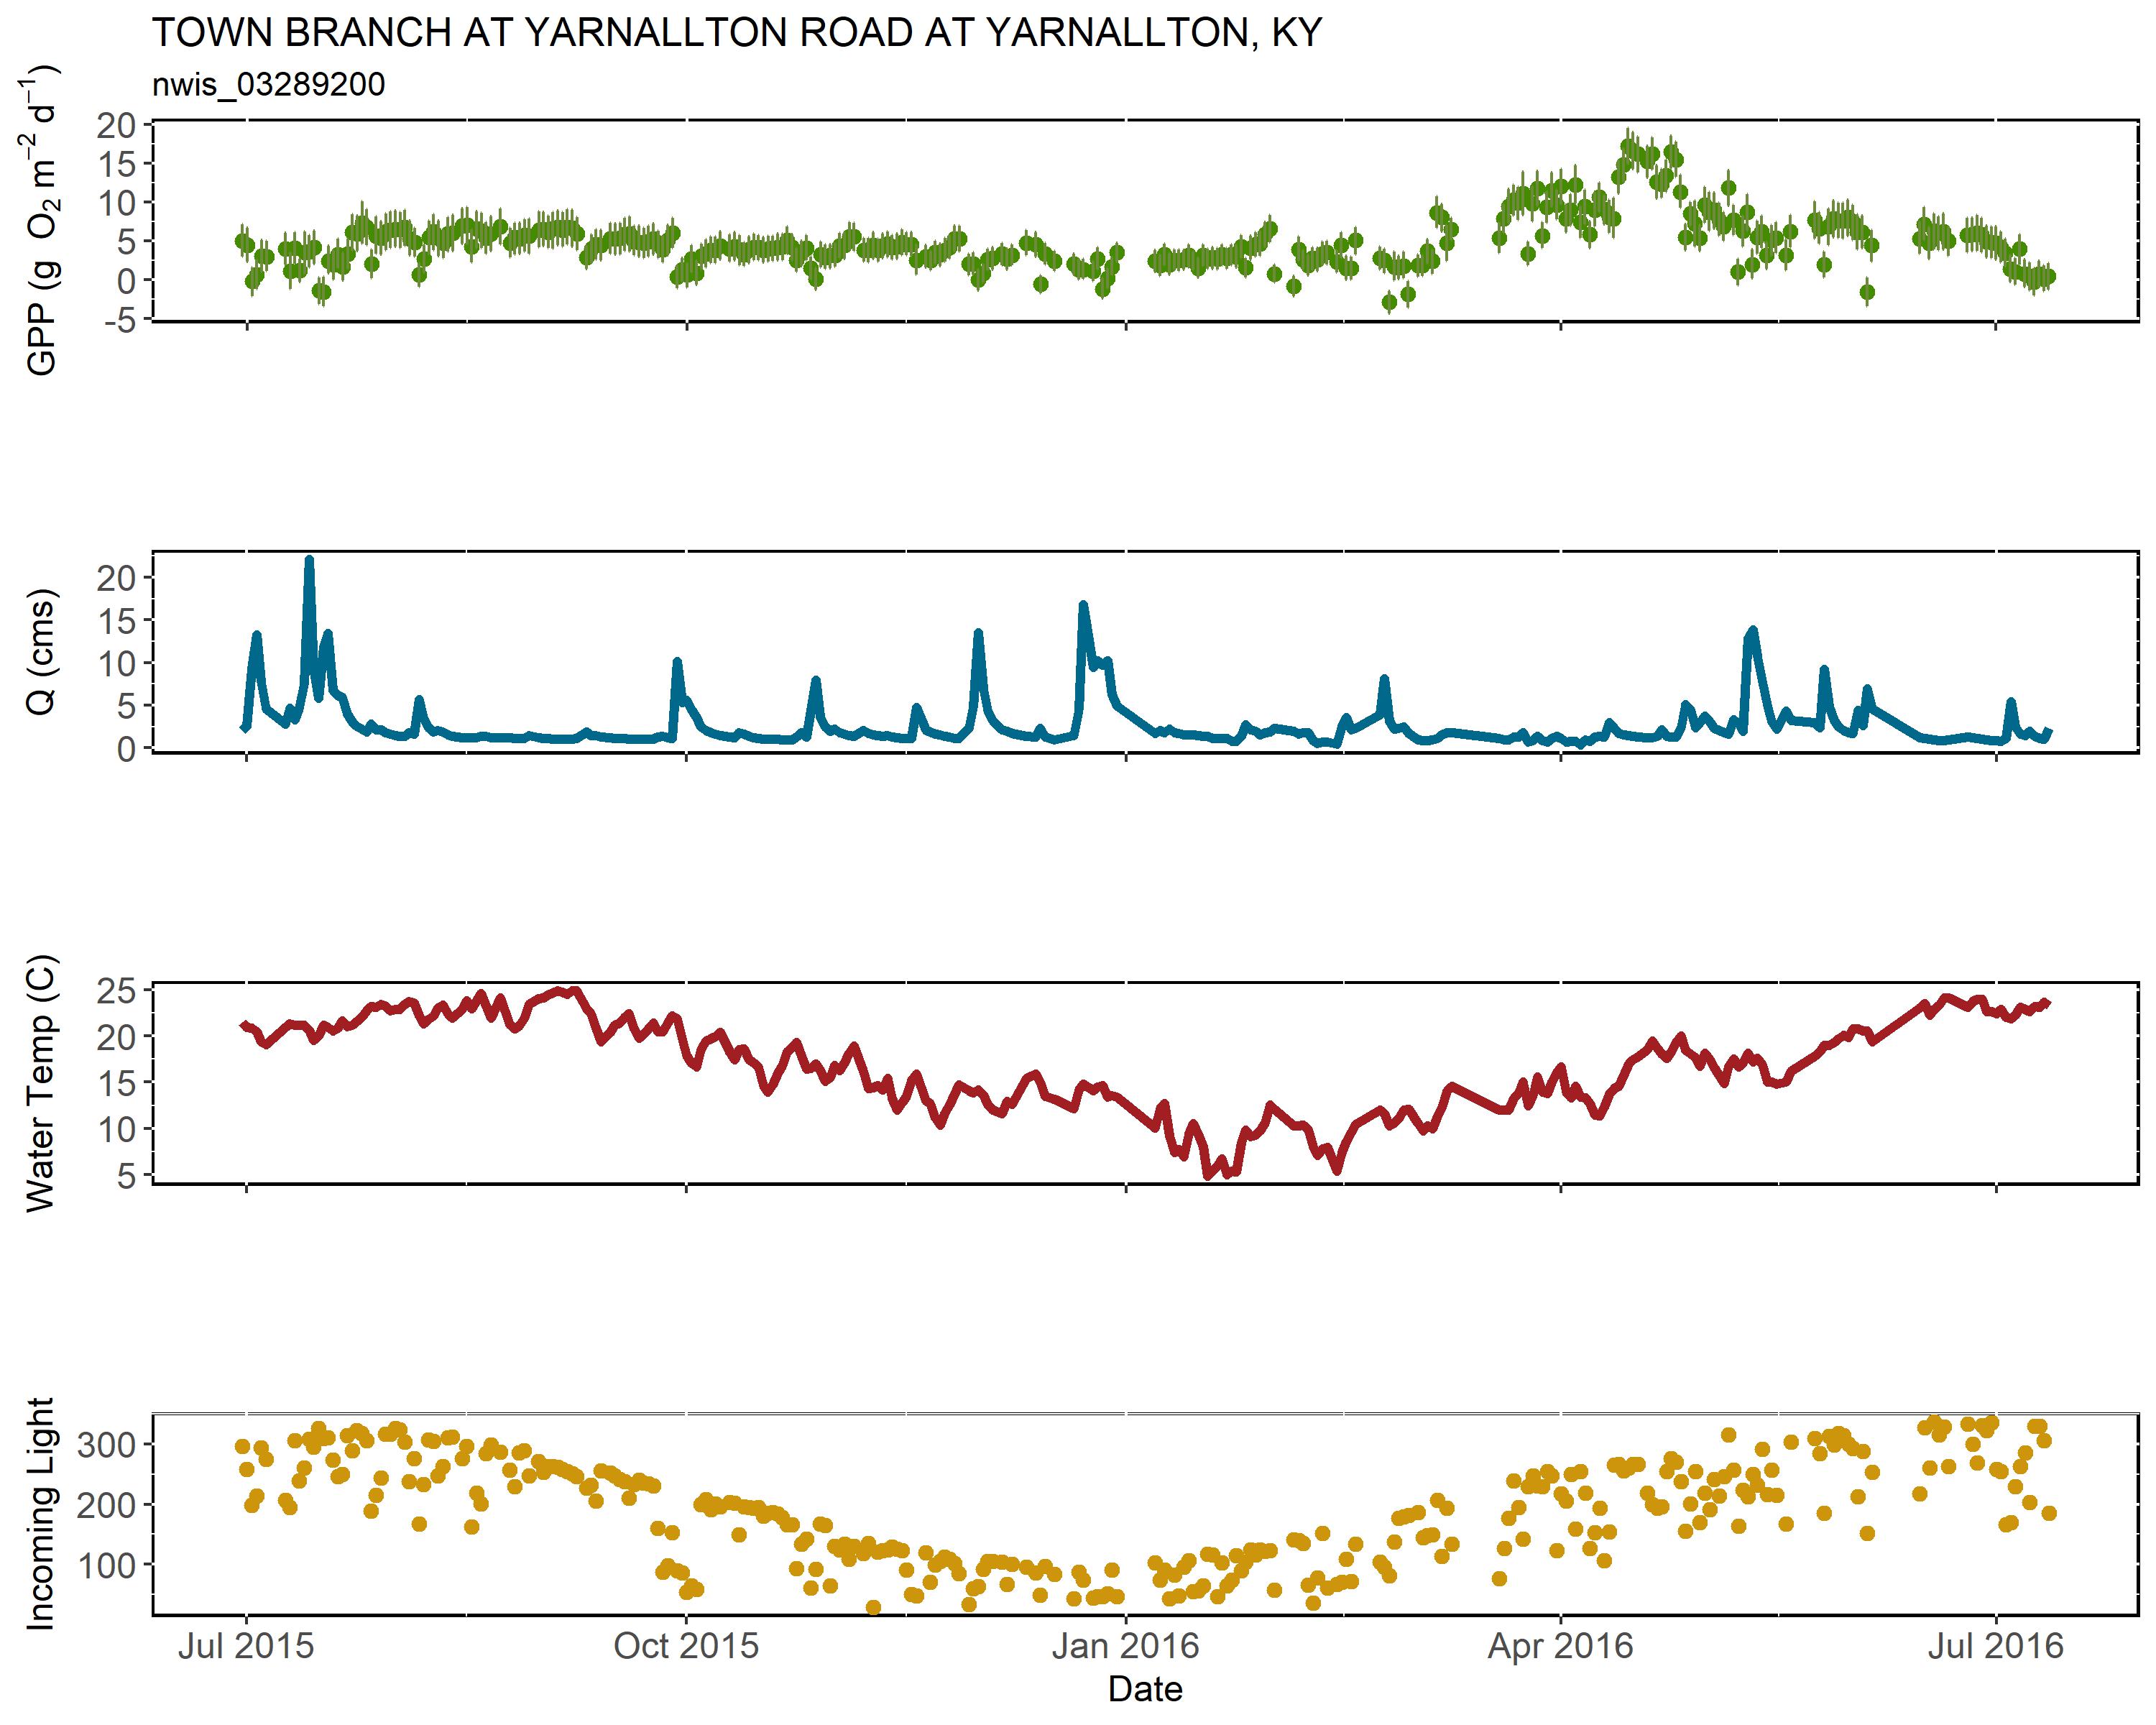 TOWN BRANCH AT YARNALLTON ROAD AT YARNALLTON, KY
nwis_03289200
GPP (g O₂ m⁻² d⁻¹)
20
15
10
5
0
-5
Q (cms)
20
15
10
5
0
Water Temp (C)
25
20
15
10
5
Incoming Light
300
200
100
Jul 2015 Oct 2015 Jan 2016 Apr 2016 Jul 2016
Date